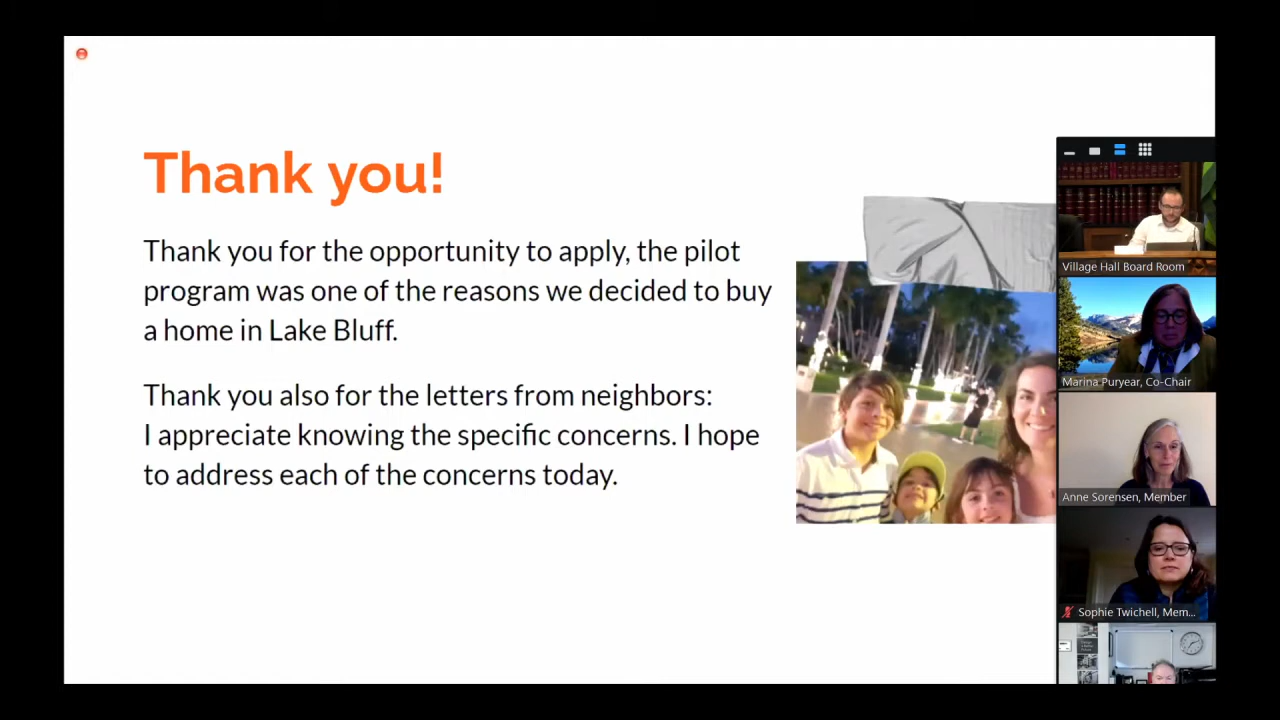 Thank you!
Thank you for the opportunity to apply, the pilot
program was one of the reasons we decided to buy
a home in Lake Bluff.
Thank you also for the letters from neighbors:
I appreciate knowing the specific concerns. I hope
to address each of the concerns today.
Village Hall Board Room
Marina Puryear, Co-Chair
Anne Sorensen, Member
Sophie Twichell, Mem...